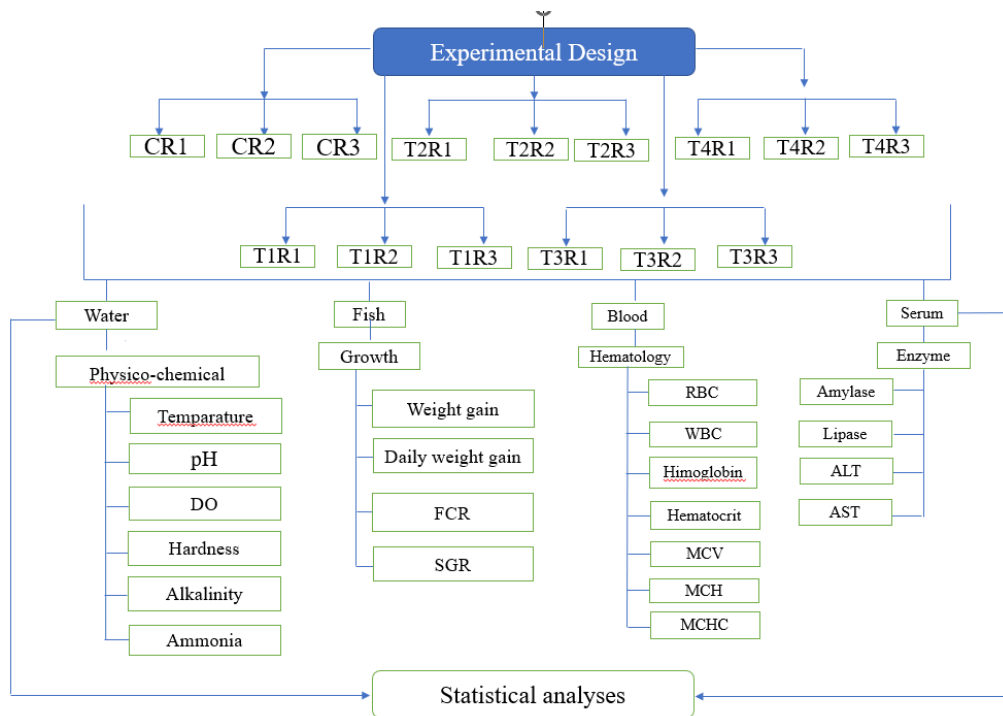 Experimental Design
CR1
CR2
CR3
T2R1
T2R2
T2R3
T4R1
T4R2
T4R3
T1R1
T1R2
T1R3
T3R1
T3R2
T3R3
Water
Physico-chemical
Temparature
pH
DO
Hardness
Alkalinity
Ammonia
Fish
Growth
Weight gain
Daily weight gain
FCR
SGR
Blood
Hematology
RBC
WBC
Himoglobin
Hematocrit
MCV
MCH
MCHC
Serum
Enzyme
Amylase
Lipase
ALT
AST
Statistical analyses